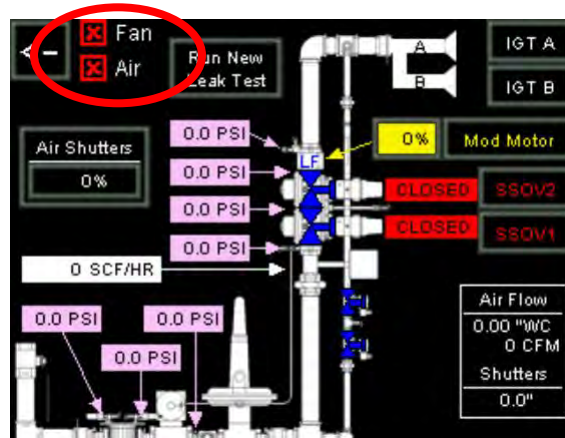 Fan
Air
Run New
Leak Test
A
B
IGT A
IGT B
0.0 PSI
0%
Mod Motor
Air Shutters
0%
LF
0.0 PSI
CLOSED
SSOV2
0.0 PSI
CLOSED
SSOV1
0.0 PSI
0 SCF/HR
Air Flow
0.00 "WC
0 CFM
Shutters
0.0"
0.0 PSI
0.0 PSI
0.0 PSI